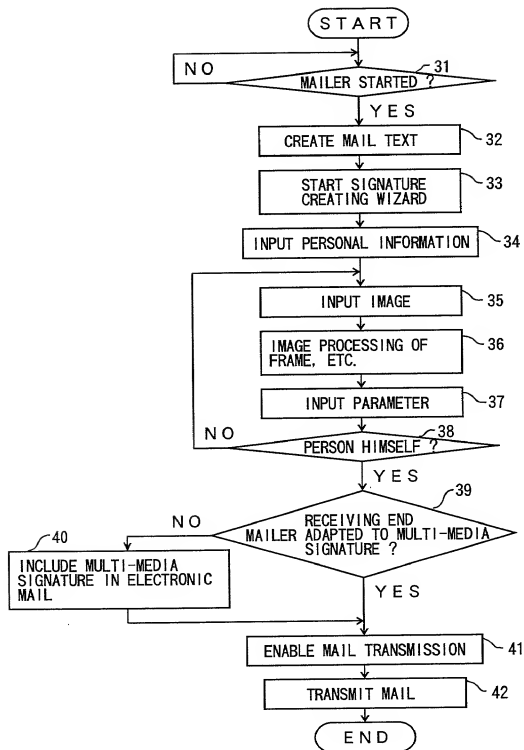 START
31
NO
MAILER STARTED ?
YES
CREATE MAIL TEXT
32
START SIGNATURE
CREATING WIZARD
33
INPUT PERSONAL INFORMATION
34
INPUT IMAGE
35
IMAGE PROCESSING OF
FRAME, ETC.
36
INPUT PARAMETER
37
38
NO
PERSON HIMSELF ?
YES
39
NO
RECEIVING END
MAILER ADAPTED TO MULTI-MEDIA
SIGNATURE ?
40
INCLUDE MULTI-MEDIA
SIGNATURE IN ELECTRONIC
MAIL
YES
ENABLE MAIL TRANSMISSION
41
TRANSMIT MAIL
42
END